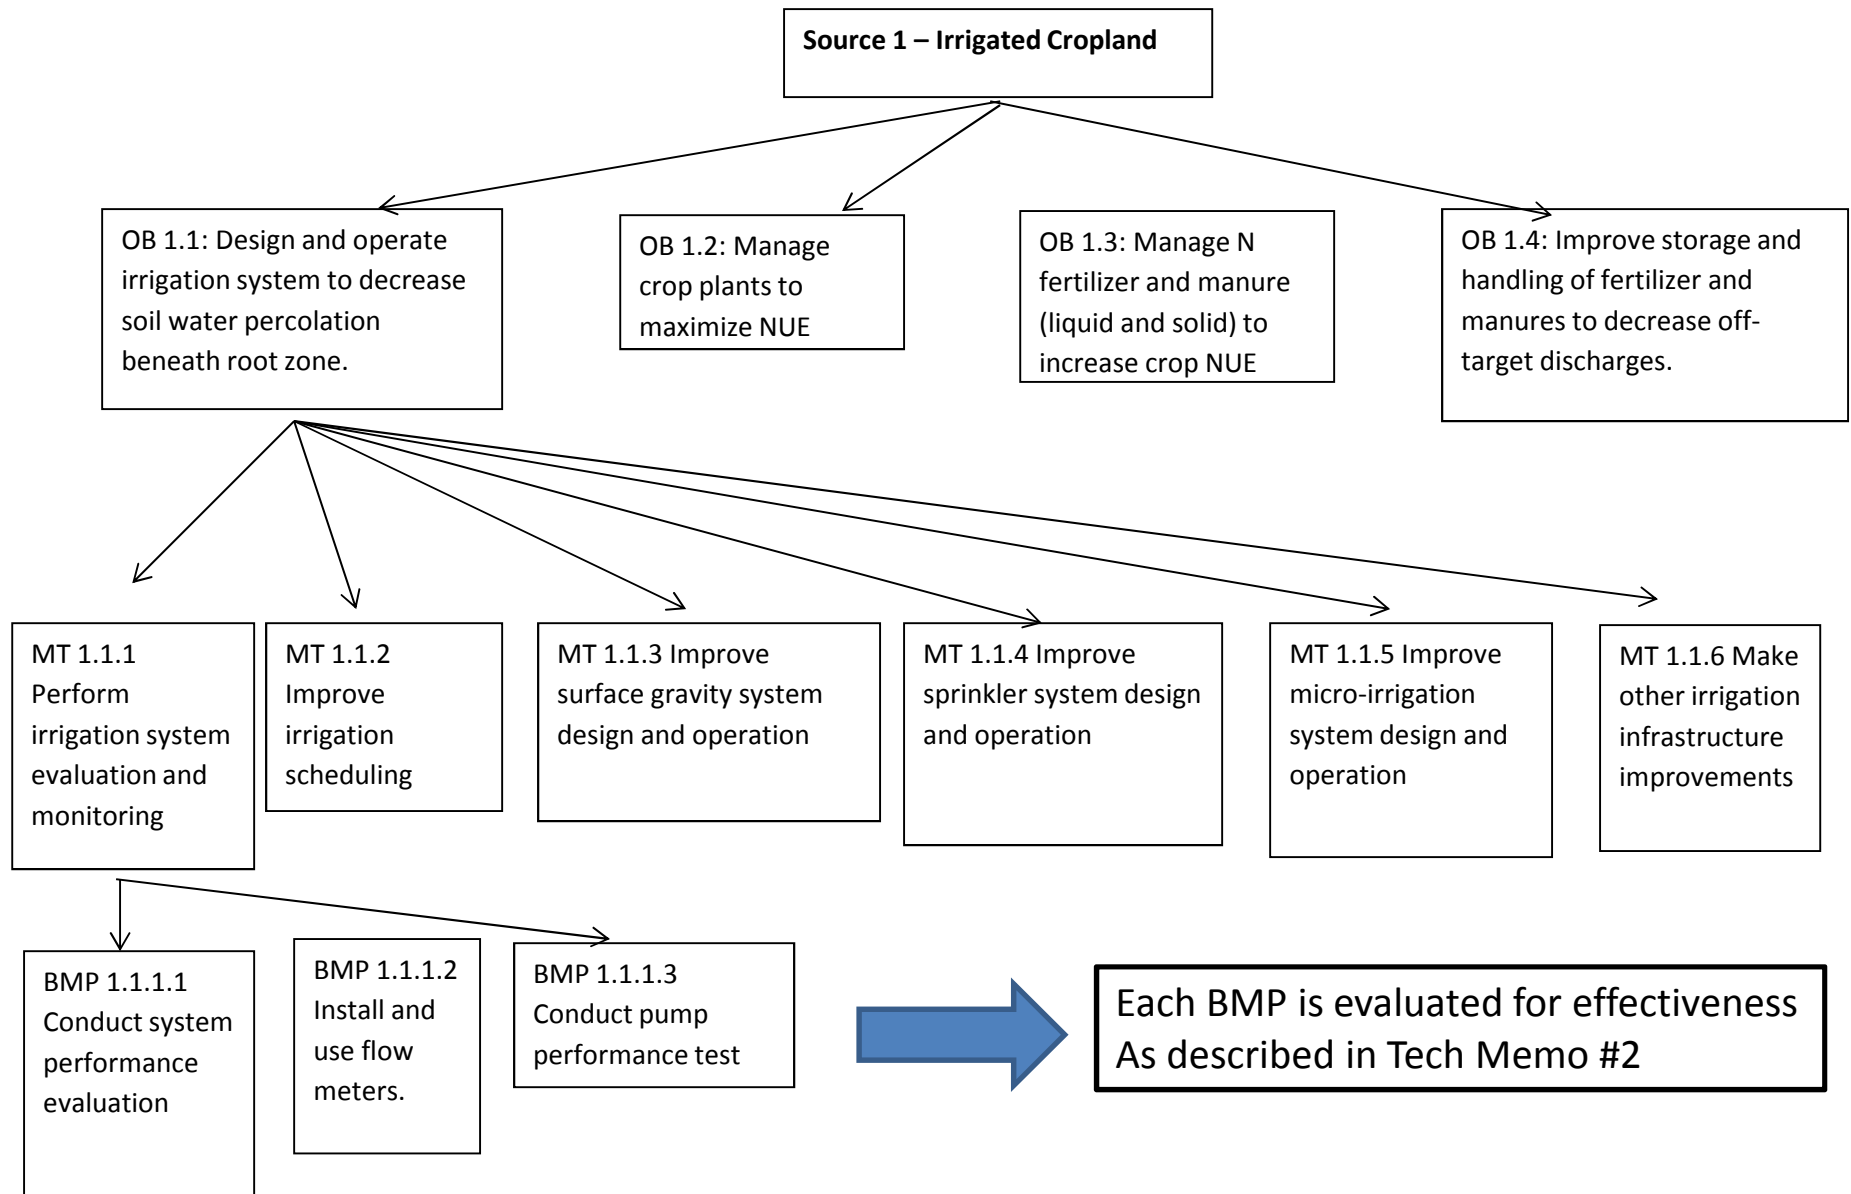 Source 1 – Irrigated Cropland
OB 1.1: Design and operate
irrigation system to decrease
soil water percolation
beneath root zone.
OB 1.2: Manage
crop plants to
maximize NUE
OB 1.3: Manage N
fertilizer and manure
(liquid and solid) to
increase crop NUE
OB 1.4: Improve storage and
handling of fertilizer and
manures to decrease off-
target discharges.
MT 1.1.1
Perform
irrigation system
evaluation and
monitoring
MT 1.1.2
Improve
irrigation
scheduling
MT 1.1.3 Improve
surface gravity system
design and operation
MT 1.1.4 Improve
sprinkler system design
and operation
MT 1.1.5 Improve
micro-irrigation
system design and
operation
MT 1.1.6 Make
other irrigation
infrastructure
improvements
BMP 1.1.1.1
Conduct system
performance
evaluation
BMP 1.1.1.2
Install and
use flow
meters.
BMP 1.1.1.3
Conduct pump
performance test
Each BMP is evaluated for effectiveness
As described in Tech Memo #2